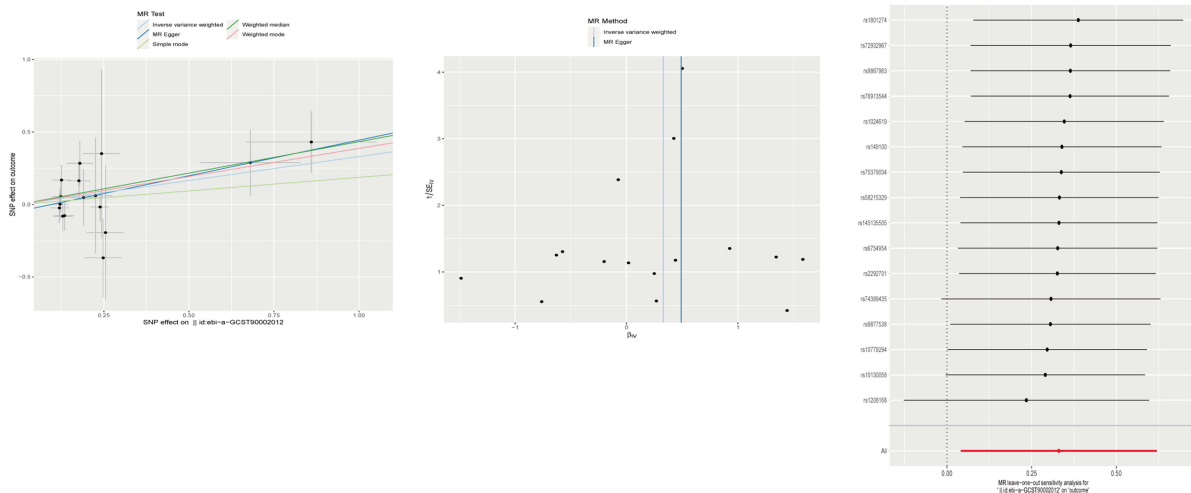 MR Test
Inverse variance weighted
MR Egger
Simple mode
Weighted median
Weighted mode
1.0
0.5
0.0
−0.5
SNP effect on outcome
0.25
0.50
0.75
1.00
SNP effect on || id:ebi−a−GCST90002012
MR Method
Inverse variance weighted
MR Egger
4
3
2
1
1/SEIV
−1
0
1
βIV
rs1801274
rs72932967
rs9867963
rs76913544
rs1024619
rs149100
rs75379034
rs58215329
rs145135505
rs6754954
rs2292701
rs74389435
rs8877538
rs10779294
rs10130058
rs1208168
All
0.00
0.25
0.50
MR leave−one−out sensitivity analysis for
' || id:ebi−a−GCST90002012' on 'outcome'